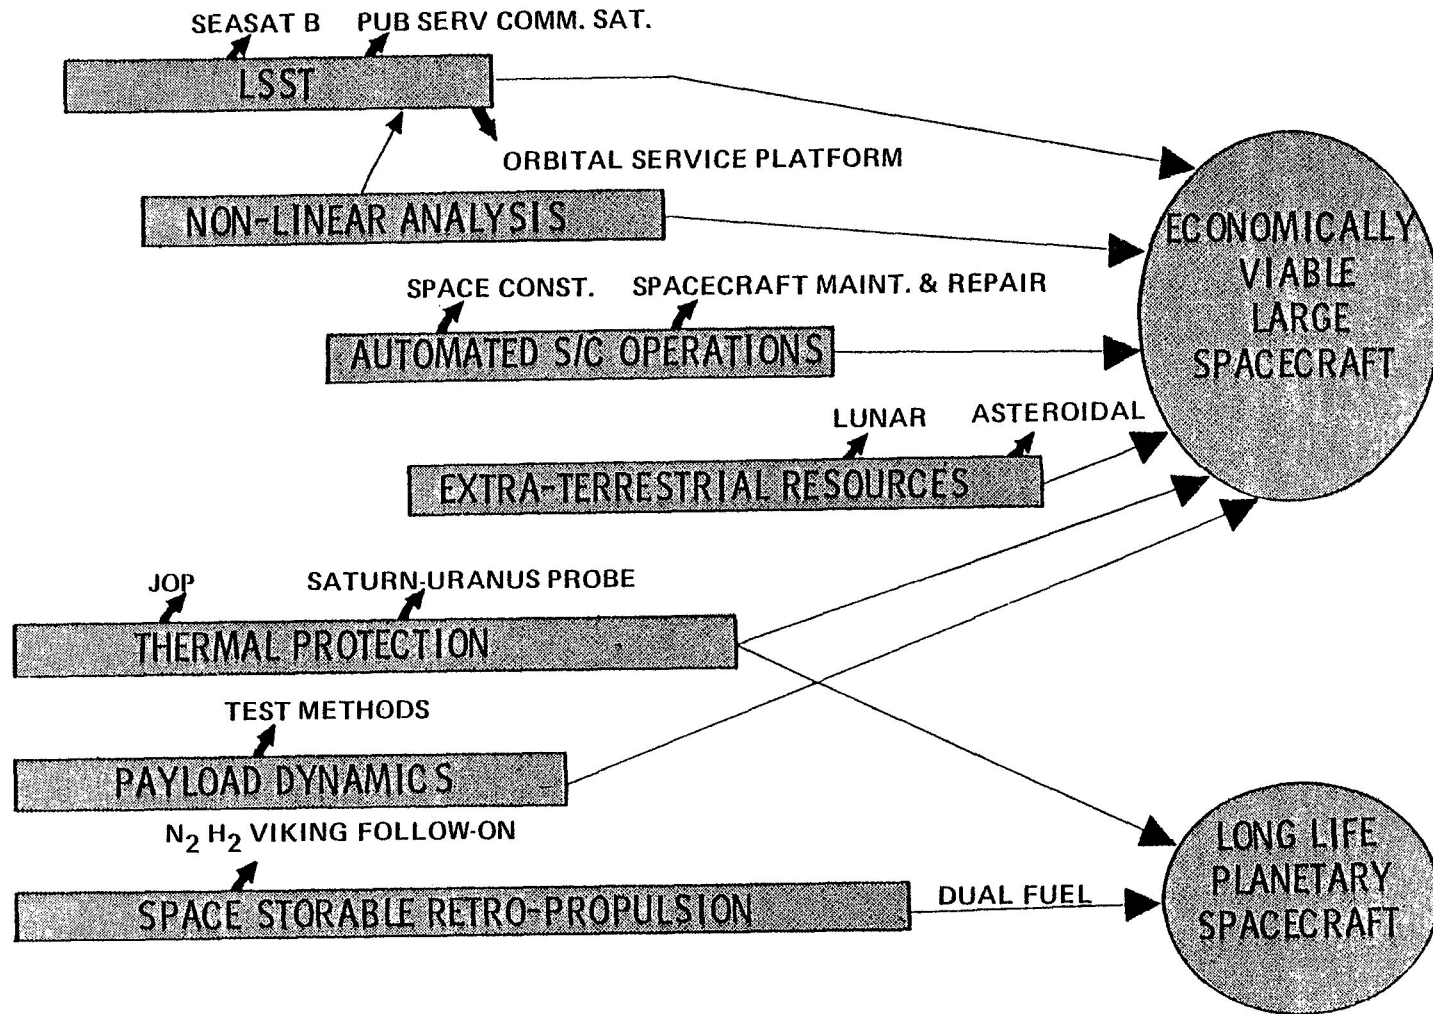 SEASAT B PUB SERV COMM. SAT.
LSST
ORBITAL SERVICE PLATFORM
NON-LINEAR ANALYSIS
SPACE CONST. SPACECRAFT MAINT. & REPAIR
AUTOMATED S/C OPERATIONS
LUNAR ASTEROIDAL
EXTRA-TERRESTRIAL RESOURCES
ECONOMICALLY
VIABLE
LARGE
SPACECRAFT
JOP SATURN-URANUS PROBE
THERMAL PROTECTION
TEST METHODS
PAYLOAD DYNAMICS
N2 H2 VIKING FOLLOW-ON
SPACE STORABLE RETRO-PROPULSION
DUAL FUEL
LONG LIFE
PLANETARY
SPACECRAFT